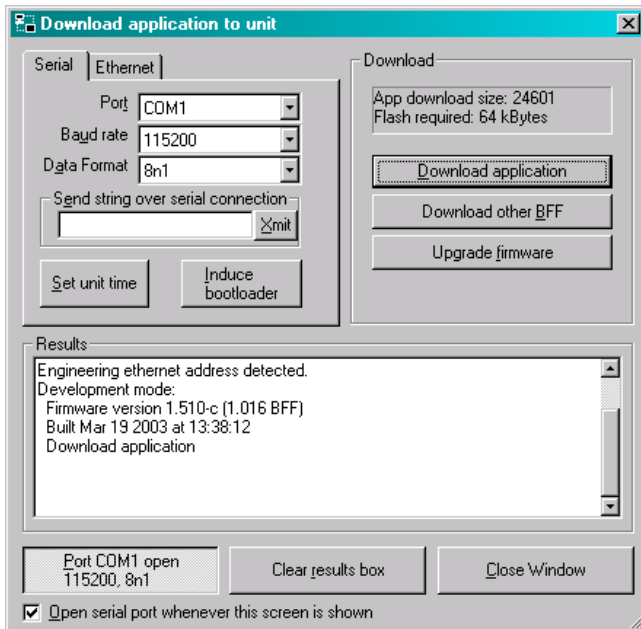 Download application to unit
Serial
Ethernet
Port
COM1
Baud rate
115200
Data Format
8n1
Send string over serial connection
Xmit
Set unit time
Induce
bootloader
Download
App download size: 24601
Flash required: 64 kBytes
Download application
Download other BFF
Upgrade firmware
Results
Engineering ethernet address detected.
Development mode:
Firmware version 1.510-c (1.016 BFF)
Built Mar 19 2003 at 13:38:12
Download application
Port COM1 open
115200, 8n1
Clear results box
Close Window
Open serial port whenever this screen is shown